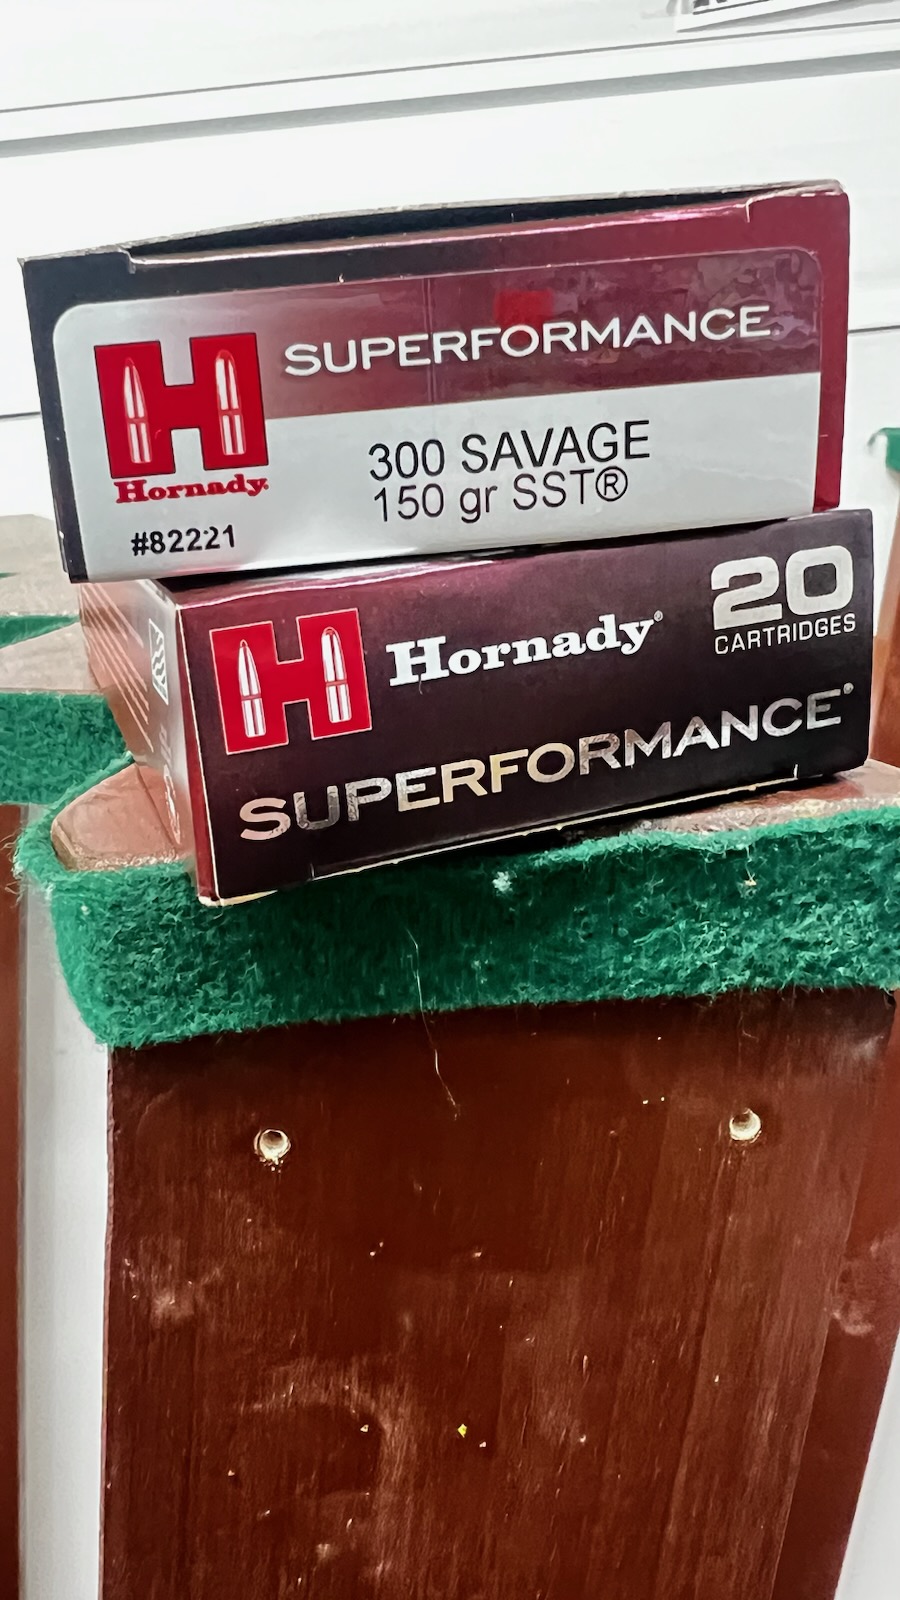 SUPERFORMANCE
300 SAVAGE
150 gr SST®
Hornady.
#82221
Hornady®
20
CARTRIDGES
SUPERFORMANCE®